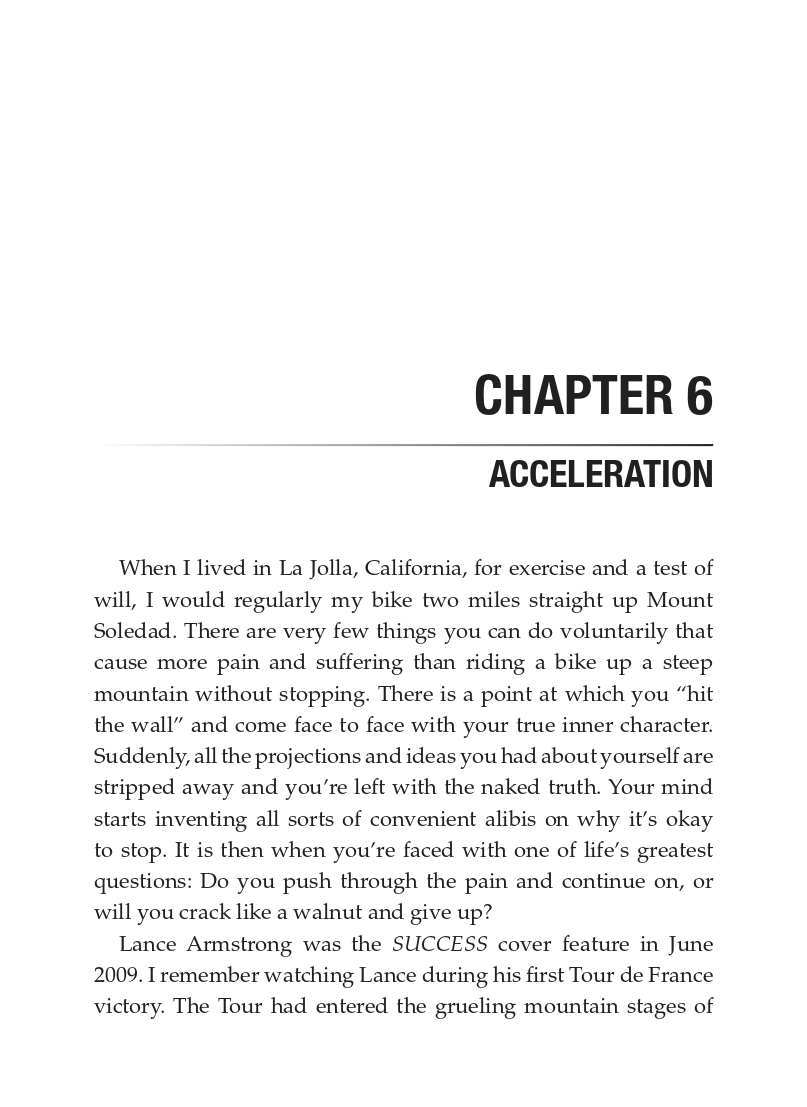 CHAPTER 6
ACCELERATION
When I lived in La Jolla, California, for exercise and a test of
will, I would regularly my bike two miles straight up Mount
Soledad. There are very few things you can do voluntarily that
cause more pain and suffering than riding a bike up a steep
mountain without stopping. There is a point at which you “hit
the wall” and come face to face with your true inner character.
Suddenly, all the projections and ideas you had about yourself are
stripped away and you’re left with the naked truth. Your mind
starts inventing all sorts of convenient alibis on why it’s okay
to stop. It is then when you’re faced with one of life’s greatest
questions: Do you push through the pain and continue on, or
will you crack like a walnut and give up?
Lance Armstrong was the SUCCESS cover feature in June
2009. I remember watching Lance during his first Tour de France
victory. The Tour had entered the grueling mountain stages of